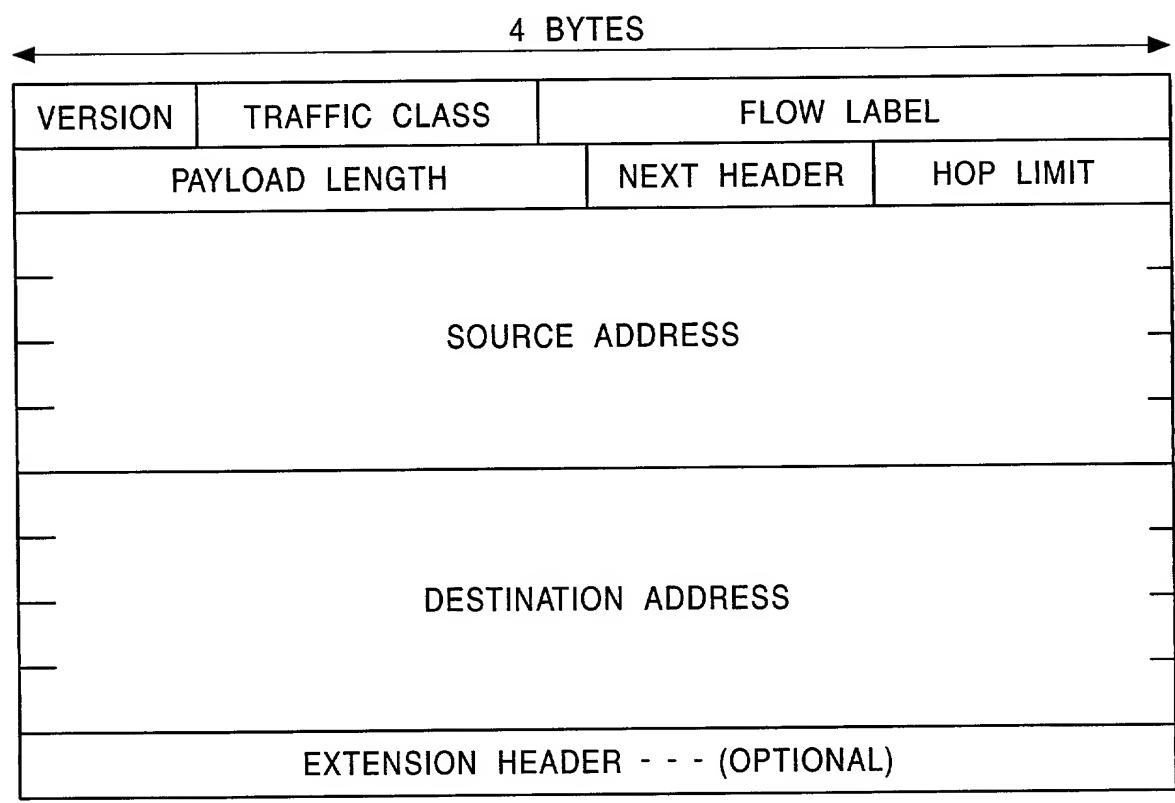 4 BYTES
VERSION TRAFFIC CLASS FLOW LABEL
PAYLOAD LENGTH NEXT HEADER HOP LIMIT
SOURCE ADDRESS
DESTINATION ADDRESS
EXTENSION HEADER - - - (OPTIONAL)